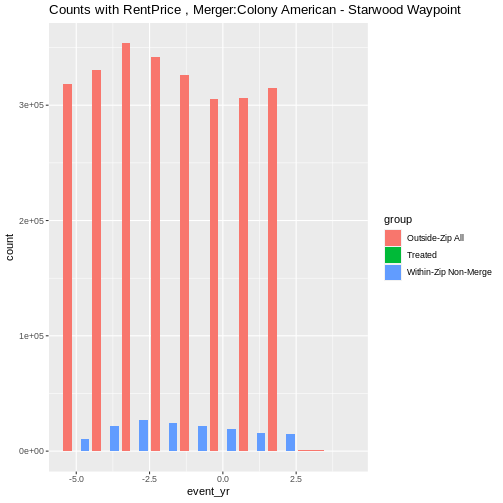 Counts with RentPrice , Merger:Colony American - Starwood Waypoint
count
3e+05
2e+05
1e+05
0e+00
-5.0
-2.5
0.0
2.5
event_yr
group
Outside-Zip All
Treated
Within-Zip Non-Merge